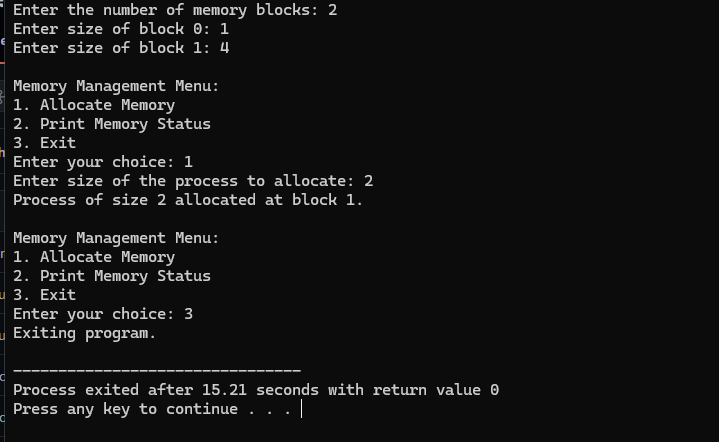 Enter the number of memory blocks: 2
Enter size of block 0: 1
Enter size of block 1: 4
Memory Management Menu:
1. Allocate Memory
2. Print Memory Status
3. Exit
Enter your choice: 1
Enter size of the process to allocate: 2
Process of size 2 allocated at block 1.
Memory Management Menu:
1. Allocate Memory
2. Print Memory Status
3. Exit
Enter your choice: 3
Exiting program.
--------------------------------
Process exited after 15.21 seconds with return value 0
Press any key to continue . . .